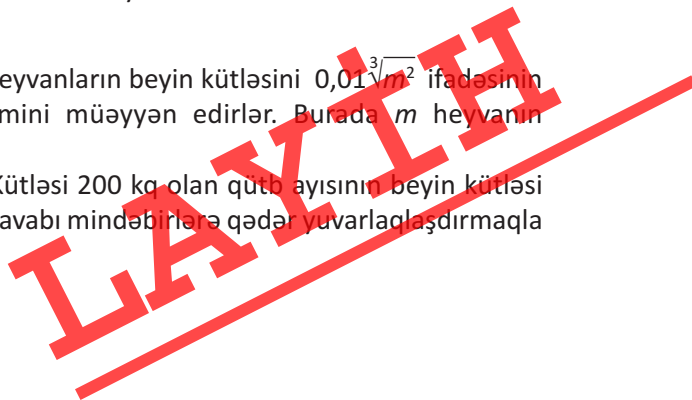 eyvanların beyin kütləsini 0,01∛m² ifadəsinin
mini müəyyən edirlər. Burada m heyvanın
Kütləsi 200 kq olan qütb ayısının beyin kütləsi
avabı mindəbirlərə qədər yuvarlaqlaşdırmaqla
LAYİH